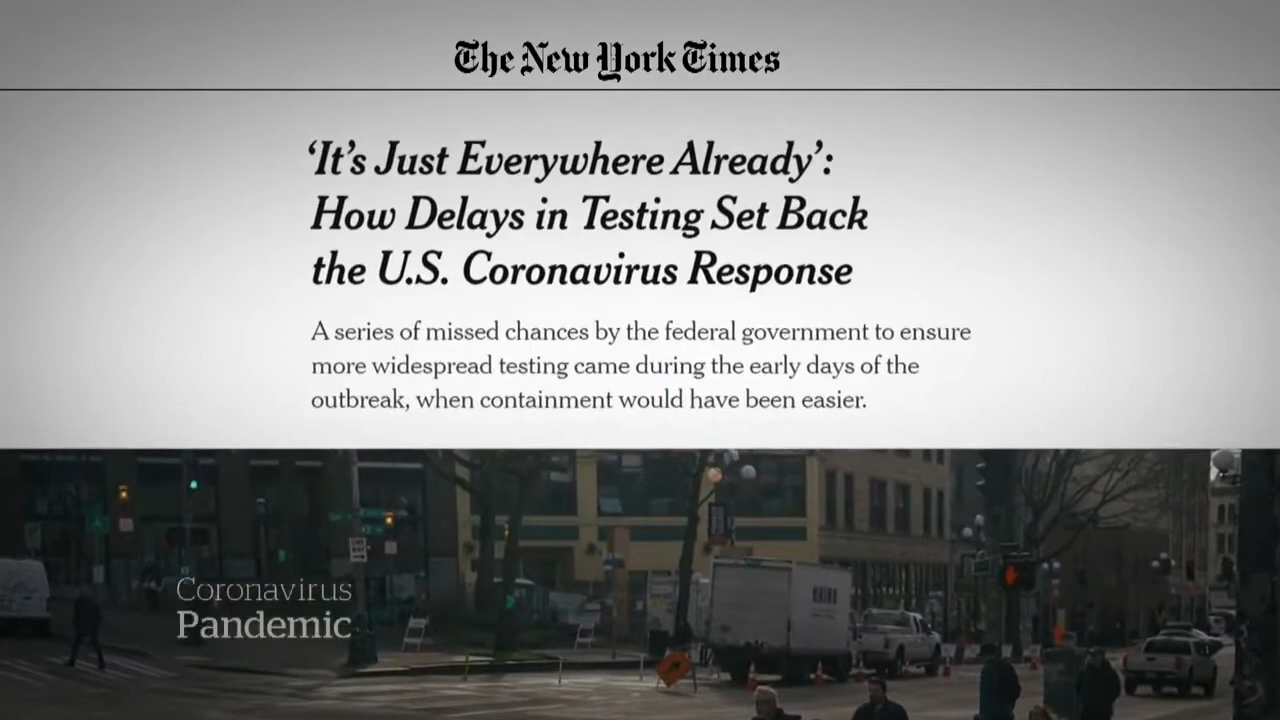 The New York Times
‘It’s Just Everywhere Already’:
How Delays in Testing Set Back
the U.S. Coronavirus Response
A series of missed chances by the federal government to ensure
more widespread testing came during the early days of the
outbreak, when containment would have been easier.
Coronavirus
Pandemic